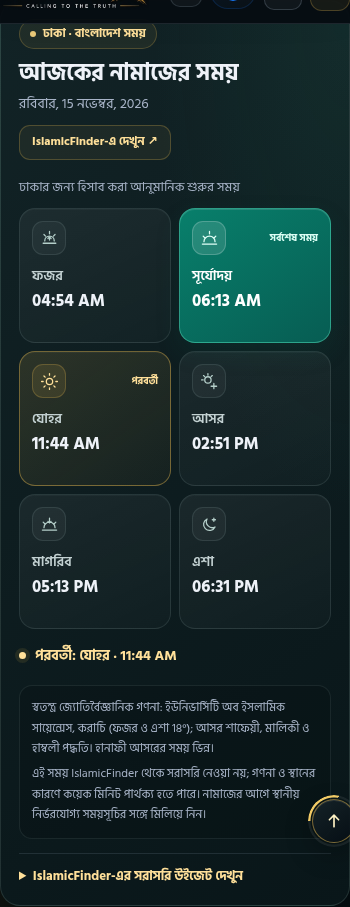 CALLING TO THE TRUTH
ঢাকা · বাংলাদেশ সময়
আজকের নামাজের সময়
রবিবার, 15 নভেম্বর, 2026
IslamicFinder-এ দেখুন ↗
ঢাকার জন্য হিসাব করা আনুমানিক শুরুর সময়
ফজর
04:54 AM
সর্বশেষ সময়
সূর্যোদয়
06:13 AM
পরবর্তী
যোহর
11:44 AM
আসর
02:51 PM
মাগরিব
05:13 PM
এশা
06:31 PM
পরবর্তী: যোহর · 11:44 AM
স্বতন্ত্র জ্যোতির্বৈজ্ঞানিক গণনা: ইউনিভার্সিটি অব ইসলামিক
সায়েন্সেস, করাচি (ফজর ও এশা 18°); আসর শাফেয়ী, মালিকী ও
হাম্বলী পদ্ধতি। হানাফী আসরের সময় ভিন্ন।
এই সময় IslamicFinder থেকে সরাসরি নেওয়া নয়; গণনা ও স্থানের
কারণে কয়েক মিনিট পার্থক্য হতে পারে। নামাজের আগে স্থানীয়
নির্ভরযোগ্য সময়সূচির সঙ্গে মিলিয়ে নিন।
▶ IslamicFinder-এর সরাসরি উইজেট দেখুন